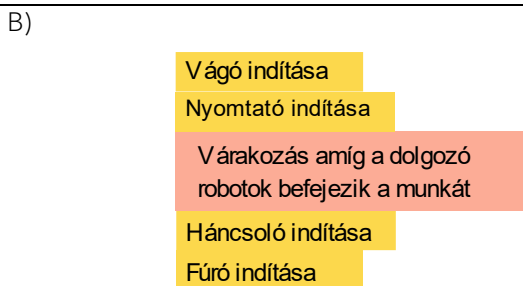 B)
Vágó indítása
Nyomtató indítása
Várakozás amíg a dolgozó
robotok befejezik a munkát
Háncsoló indítása
Fúró indítása